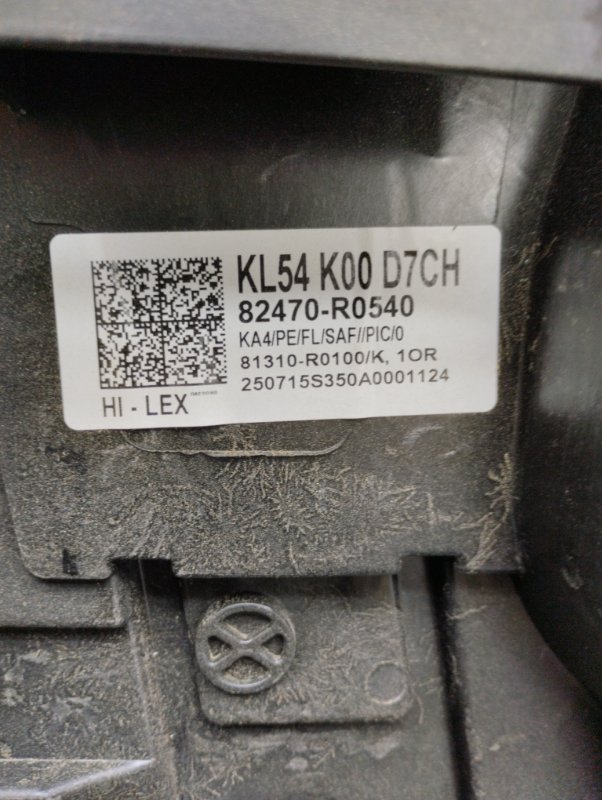 KL54 K00 D7CH
82470-R0540
KA4/PE/FL/SAF//PIC/0
81310-R0100/K, 1OR
250715S350A0001124
HI - LEX